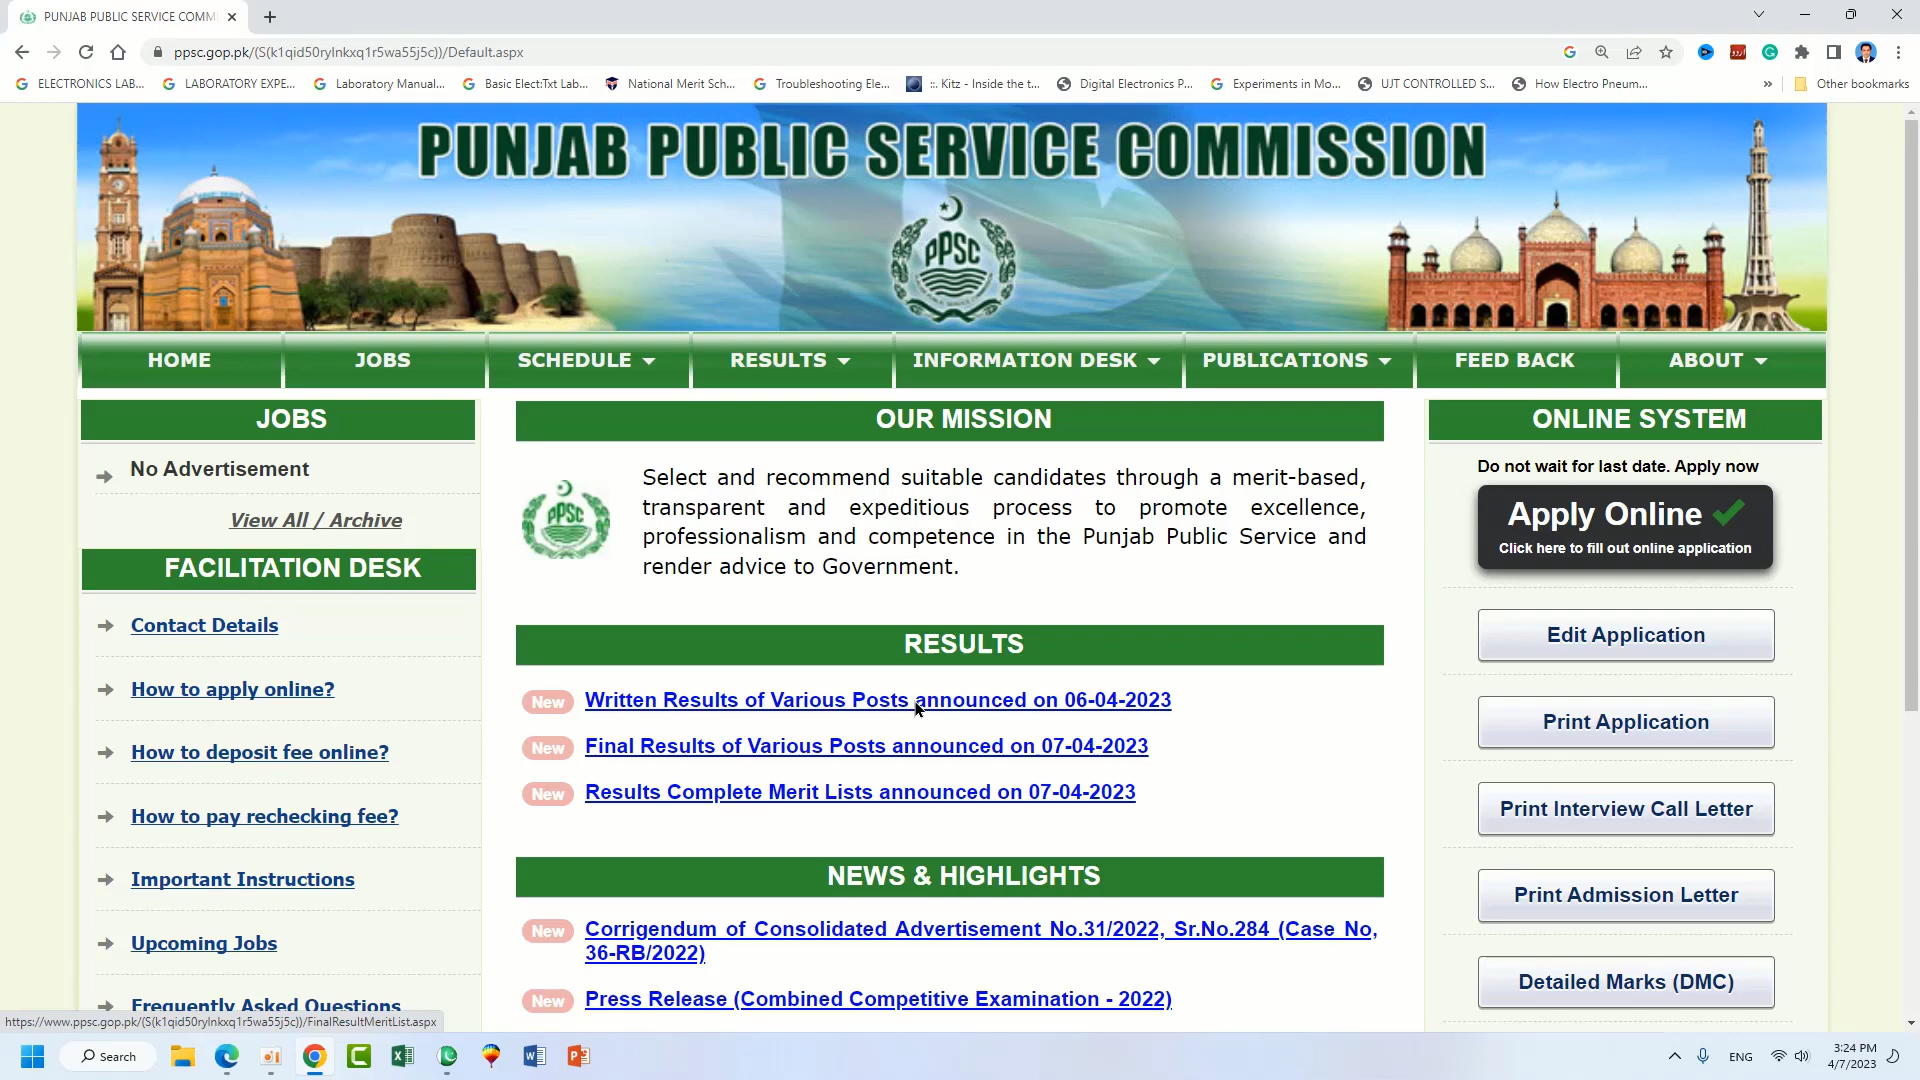 PUNJAB PUBLIC SERVICE COMM
ppsc.gop.pk/(S(k1qid50rylnkxq1r5wa55j5c))/Default.aspx
ELECTRONICS LAB...
LABORATORY EXPE...
Laboratory Manual...
Basic Elect:Txt Lab...
National Merit Sch...
Troubleshooting Ele...
::. Kitz - Inside the t...
Digital Electronics P...
Experiments in Mo...
UJT CONTROLLED S...
How Electro Pneum...
»
Other bookmarks
PUNJAB PUBLIC SERVICE COMMISSION
PPSC
HOME
JOBS
SCHEDULE
RESULTS
INFORMATION DESK
PUBLICATIONS
FEED BACK
ABOUT
JOBS
No Advertisement
View All / Archive
FACILITATION DESK
Contact Details
How to apply online?
How to deposit fee online?
How to pay rechecking fee?
Important Instructions
Upcoming Jobs
Frequently Asked Questions
OUR MISSION
PPSC
Select and recommend suitable candidates through a merit-based,
transparent and expeditious process to promote excellence,
professionalism and competence in the Punjab Public Service and
render advice to Government.
RESULTS
New Written Results of Various Posts announced on 06-04-2023
New Final Results of Various Posts announced on 07-04-2023
New Results Complete Merit Lists announced on 07-04-2023
NEWS & HIGHLIGHTS
New Corrigendum of Consolidated Advertisement No.31/2022, Sr.No.284 (Case No,
36-RB/2022)
New Press Release (Combined Competitive Examination - 2022)
ONLINE SYSTEM
Do not wait for last date. Apply now
Apply Online
Click here to fill out online application
Edit Application
Print Application
Print Interview Call Letter
Print Admission Letter
Detailed Marks (DMC)
https://www.ppsc.gop.pk/(S(k1qid50rylnkxq1r5wa55j5c))/FinalResultMeritList.aspx
Search
ENG
3:24 PM
4/7/2023